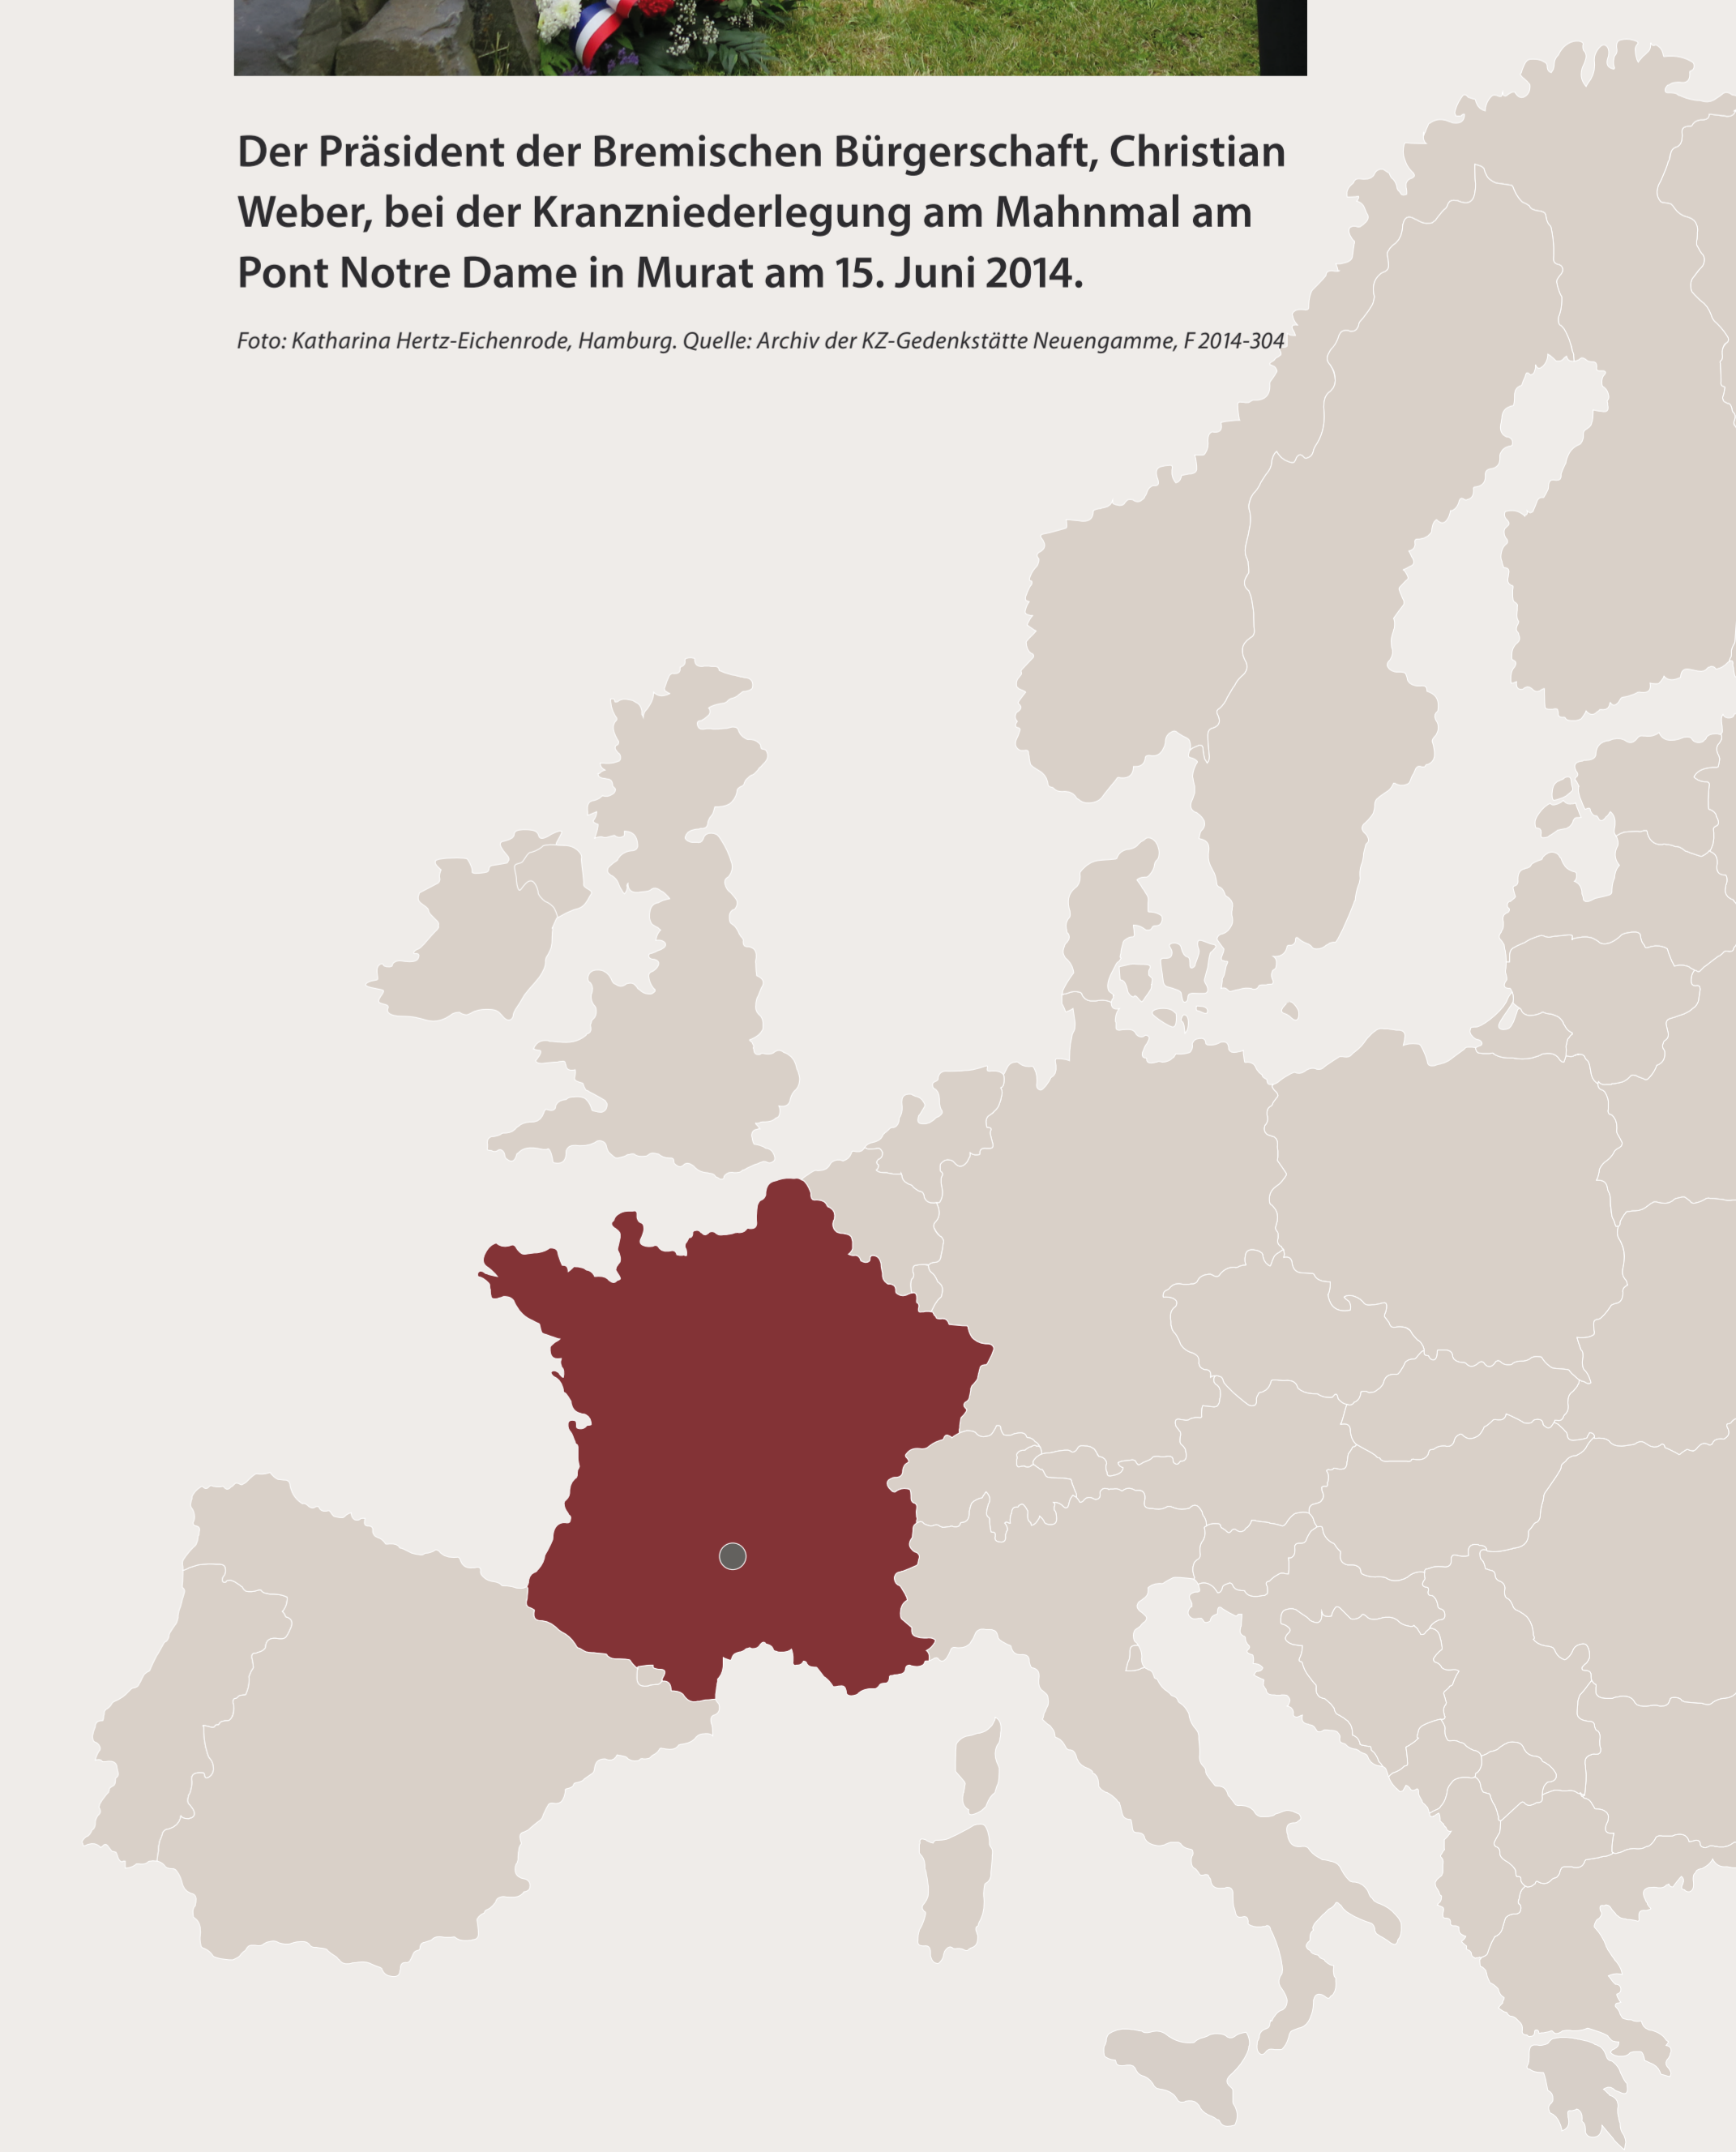 Der Präsident der Bremischen Bürgerschaft, Christian
Weber, bei der Kranzniederlegung am Mahnmal am
Pont Notre Dame in Murat am 15. Juni 2014.
Foto: Katharina Hertz-Eichenrode, Hamburg. Quelle: Archiv der KZ-Gedenkstätte Neuengamme, F 2014-304